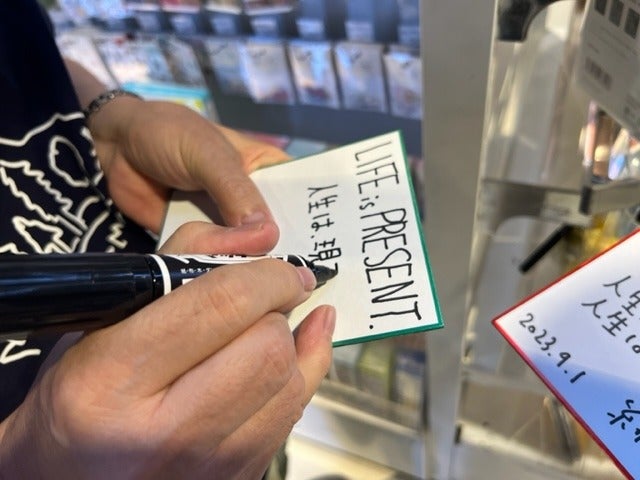 LIFE is PRESENT.
人生は、現
人生
人生は
2023.9.1